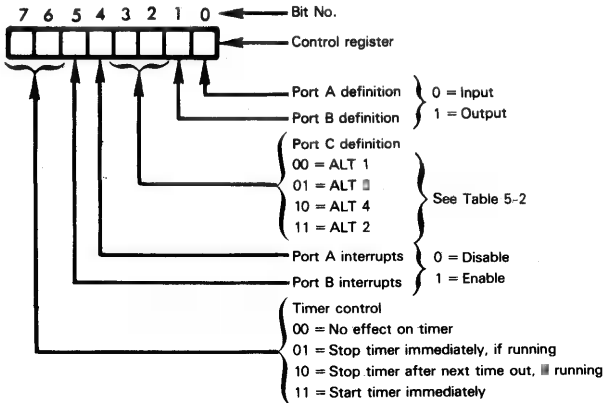 7 6 5 4 3 2 1 0 Bit No.
Control register
Port A definition
Port B definition
0 = Input
1 = Output
Port C definition
00 = ALT 1
01 = ALT
10 = ALT 4
11 = ALT 2
See Table 5-2
Port A interrupts
Port B interrupts
0 = Disable
1 = Enable
Timer control
00 = No effect on timer
01 = Stop timer immediately, if running
10 = Stop timer after next time out, running
11 = Start timer immediately